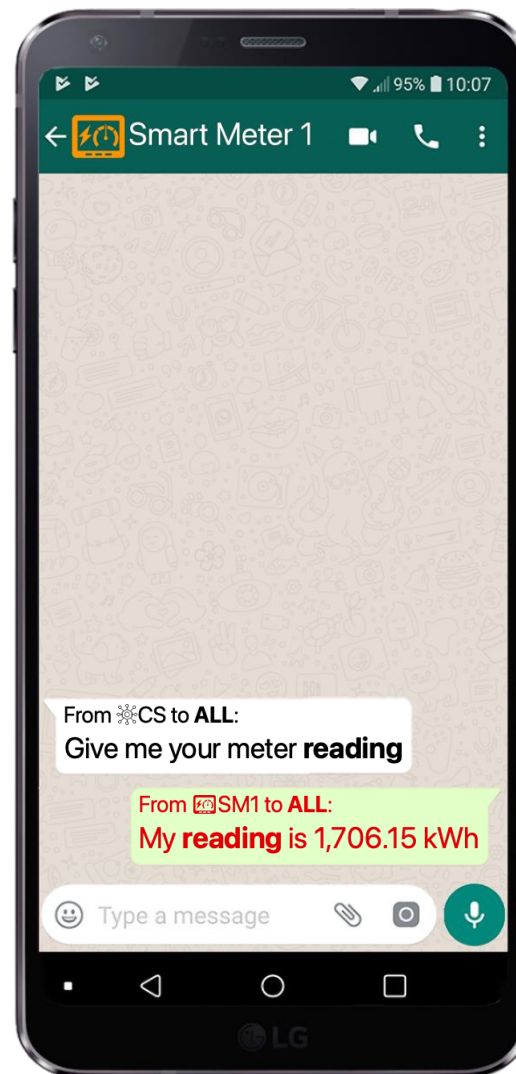 95% 10:07
Smart Meter 1
From CS to ALL:
Give me your meter reading
From SM1 to ALL:
My reading is 1,706.15 kWh
Type a message
LG